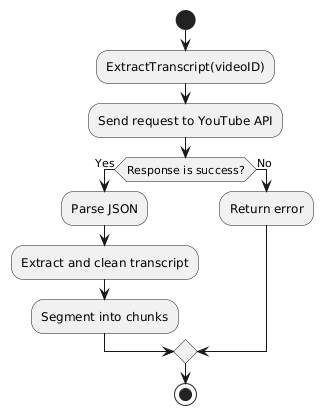 ExtractTranscript(videoID)
Send request to YouTube API
Yes
Response is success?
No
Parse JSON
Return error
Extract and clean transcript
Segment into chunks